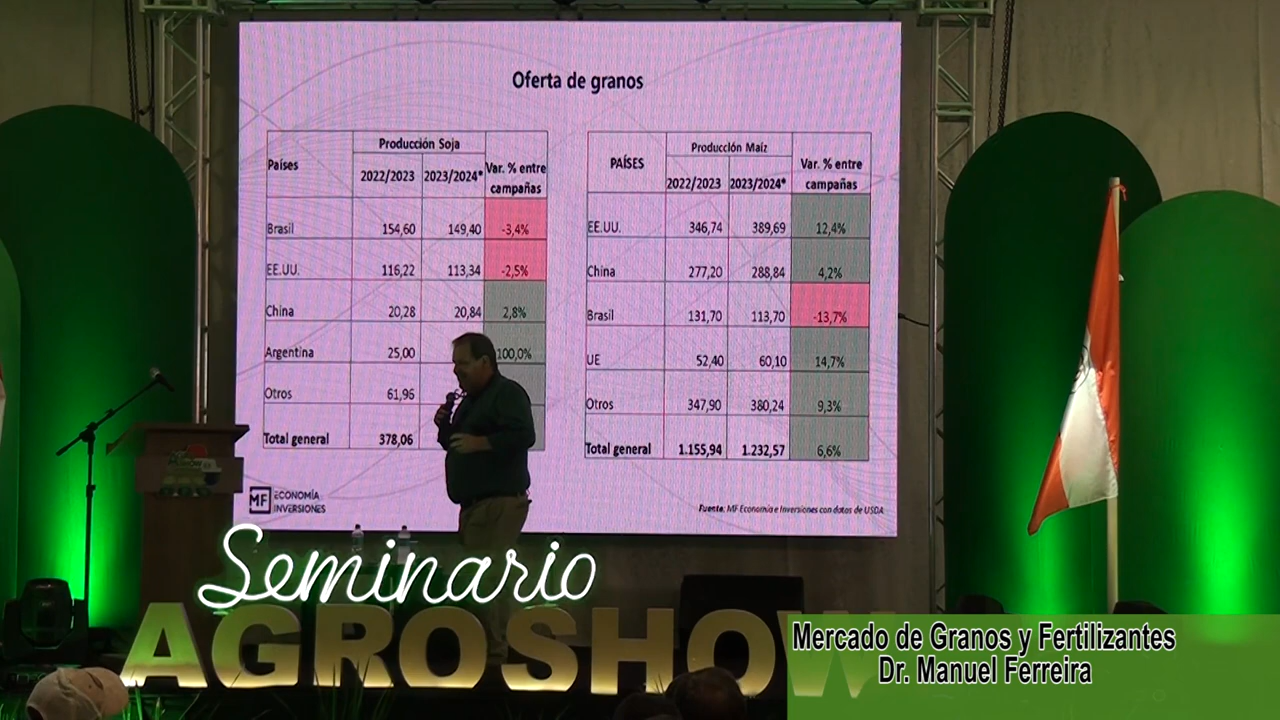 Oferta de granos
Países Producción Soja Var. % entre campañas
2022/2023 2023/2024*
Brasil 154,60 149,40 -3,4%
EE.UU. 116,22 113,34 -2,5%
China 20,28 20,84 2,8%
Argentina 25,00 100,0%
Otros 61,96
Total general 378,06
PAÍSES Producción Maíz Var. % entre campañas
2022/2023 2023/2024*
EE.UU. 346,74 389,69 12,4%
China 277,20 288,84 4,2%
Brasil 131,70 113,70 -13,7%
UE 52,40 60,10 14,7%
Otros 347,90 380,24 9,3%
Total general 1.155,94 1.232,57 6,6%
MF ECONOMÍA
INVERSIONES
Fuente: MF Economía e Inversiones con datos de USDA
Seminario
AGROSHOW
Mercado de Granos y Fertilizantes
Dr. Manuel Ferreira